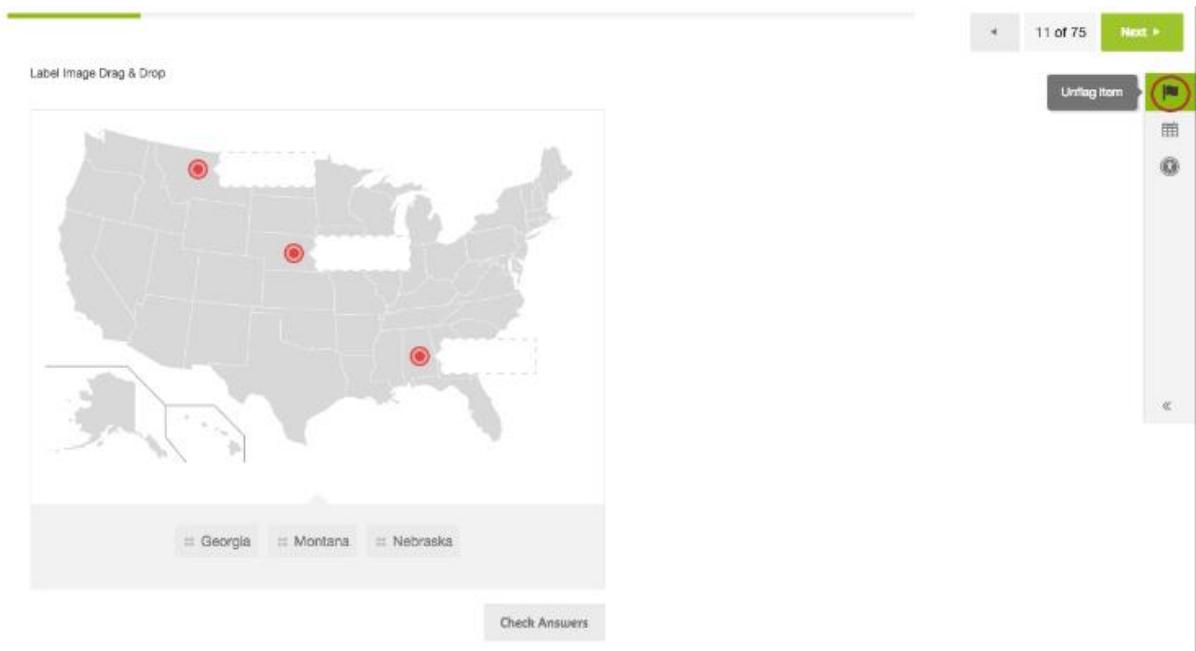 11 of 75
Next
Label Image Drag & Drop
Unflag Item
Georgia
Montana
Nebraska
Check Answers